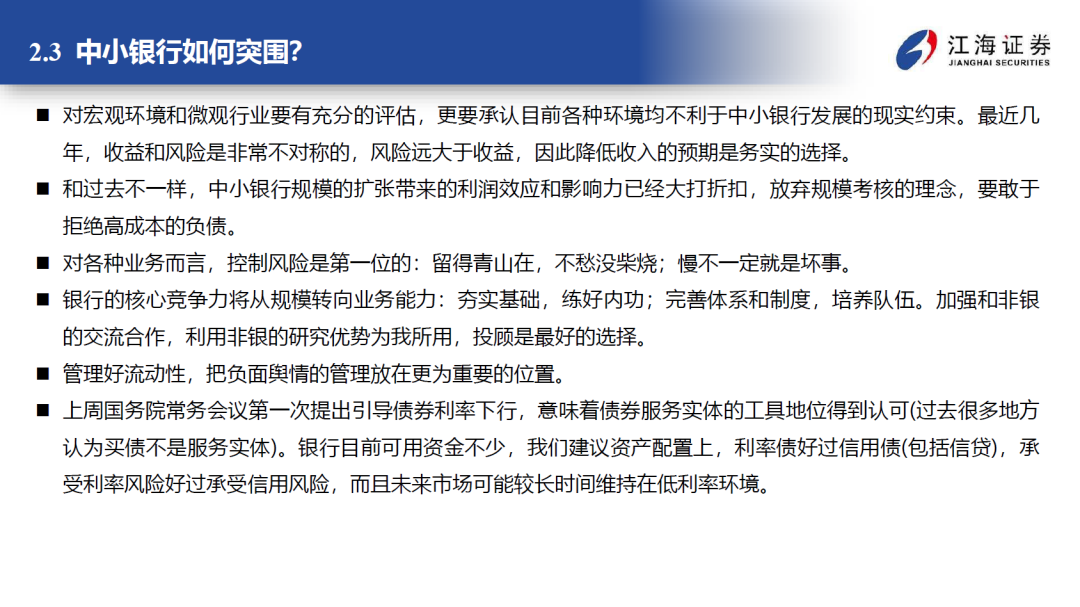 2.3 中小银行如何突围？
江海证券
JIANGHAI SECURITIES
■ 对宏观环境和微观行业要有充分的评估，更要承认目前各种环境均不利于中小银行发展的现实约束。最近几
年，收益和风险是非常不对称的，风险远大于收益，因此降低收入的预期是务实的选择。
■ 和过去不一样，中小银行规模的扩张带来的利润效应和影响力已经大打折扣，放弃规模考核的理念，要敢于
拒绝高成本的负债。
■ 对各种业务而言，控制风险是第一位的：留得青山在，不愁没柴烧；慢不一定就是坏事。
■ 银行的核心竞争力将从规模转向业务能力：夯实基础，练好内功；完善体系和制度，培养队伍。加强和非银
的交流合作，利用非银的研究优势为我所用，投顾是最好的选择。
■ 管理好流动性，把负面舆情的管理放在更为重要的位置。
■ 上周国务院常务会议第一次提出引导债券利率下行，意味着债券服务实体的工具地位得到认可(过去很多地方
认为买债不是服务实体)。银行目前可用资金不少，我们建议资产配置上，利率债好过信用债(包括信贷)，承
受利率风险好过承受信用风险，而且未来市场可能较长时间维持在低利率环境。